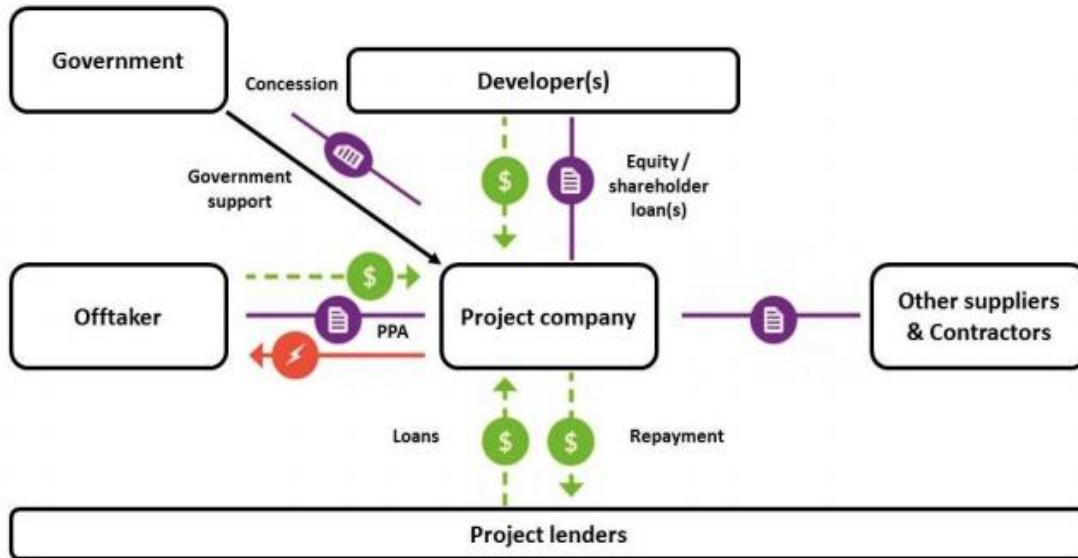 Government
Developer(s)
Concession
Government
support
Equity /
shareholder
loan(s)
$
$
Offtaker
PPA
Project company
Other suppliers
& Contractors
Loans
$
$
Repayment
Project lenders